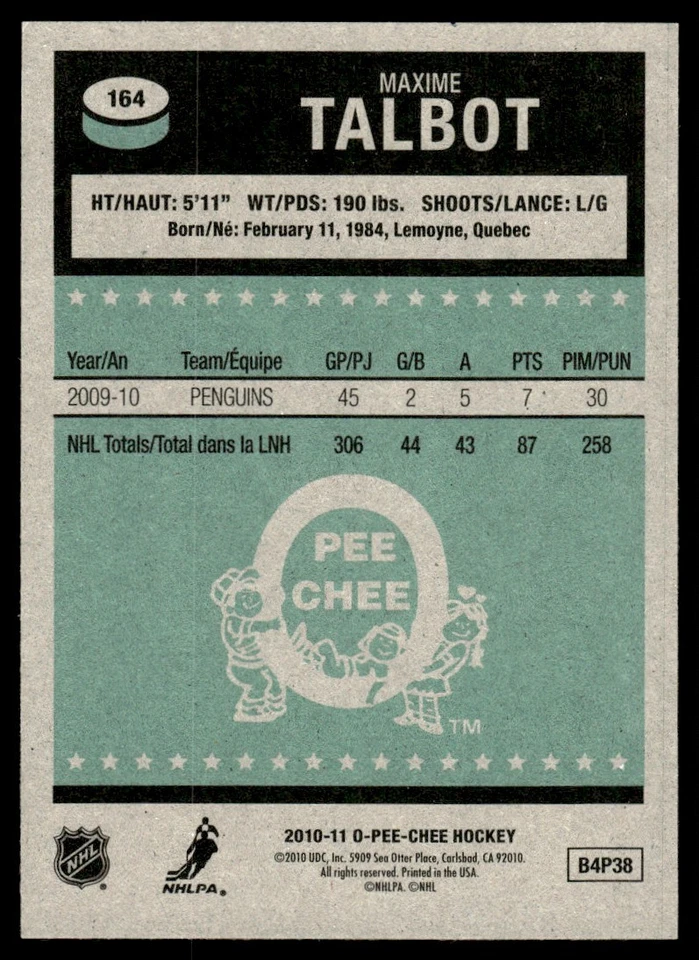 164
MAXIME
TALBOT
HT/HAUT: 5'11" WT/PDS: 190 lbs. SHOOTS/LANCE: L/G
Born/Né: February 11, 1984, Lemoyne, Quebec
Year/An Team/Équipe GP/PJ G/B A PTS PIM/PUN
2009-10 PENGUINS 45 2 5 7 30
NHL Totals/Total dans la LNH 306 44 43 87 258
PEE
CHEE
TM
NHL
NHLPA®
2010-11 O-PEE-CHEE HOCKEY
©2010 UDC, Inc. 5909 Sea Otter Place, Carlsbad, CA 92010.
All rights reserved. Printed in the USA.
©NHLPA. ©NHL
B4P38